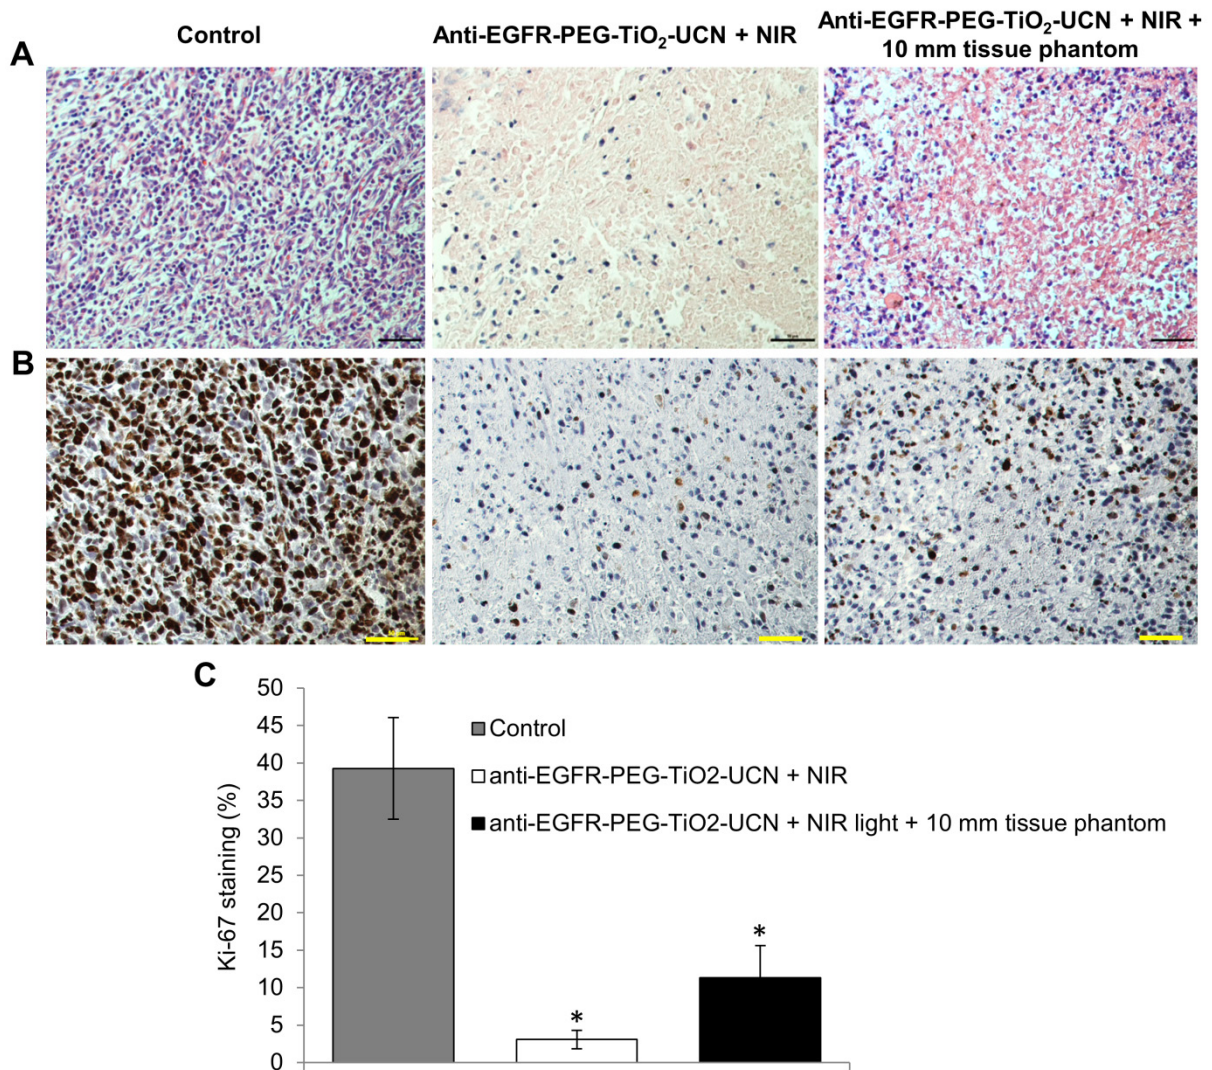 A
Control
Anti-EGFR-PEG-TiO₂-UCN + NIR
Anti-EGFR-PEG-TiO₂-UCN + NIR +
10 mm tissue phantom
B
C
Ki-67 staining (%)
50
45
40
35
30
25
20
15
10
5
0
Control
anti-EGFR-PEG-TiO2-UCN + NIR
anti-EGFR-PEG-TiO2-UCN + NIR light + 10 mm tissue phantom
*
*